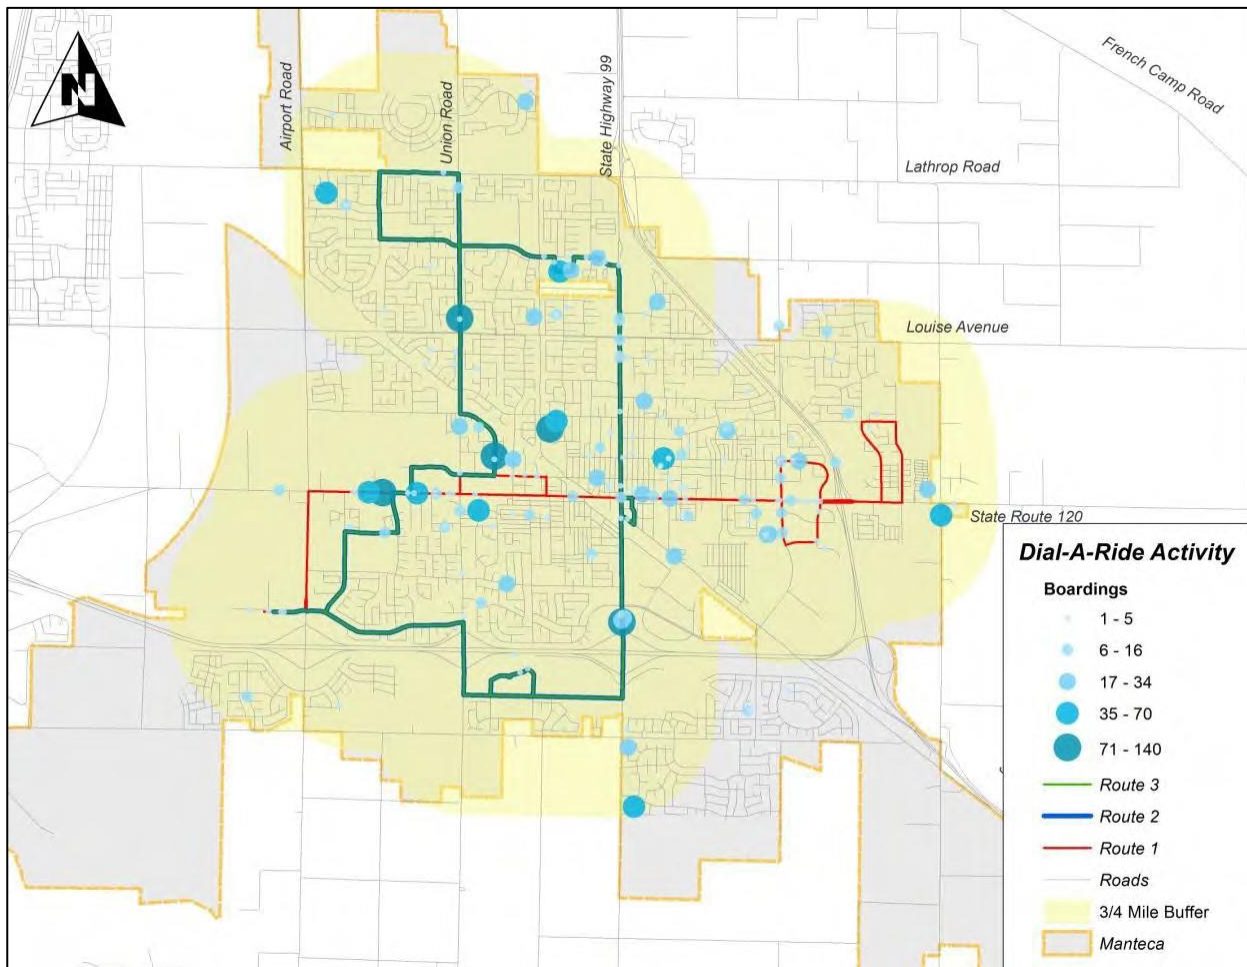 N
Airport Road
Union Road
State Highway 99
French Camp Road
Lathrop Road
Louise Avenue
State Route 120
Dial-A-Ride Activity
Boardings
1 - 5
6 - 16
17 - 34
35 - 70
71 - 140
Route 3
Route 2
Route 1
Roads
3/4 Mile Buffer
Manteca